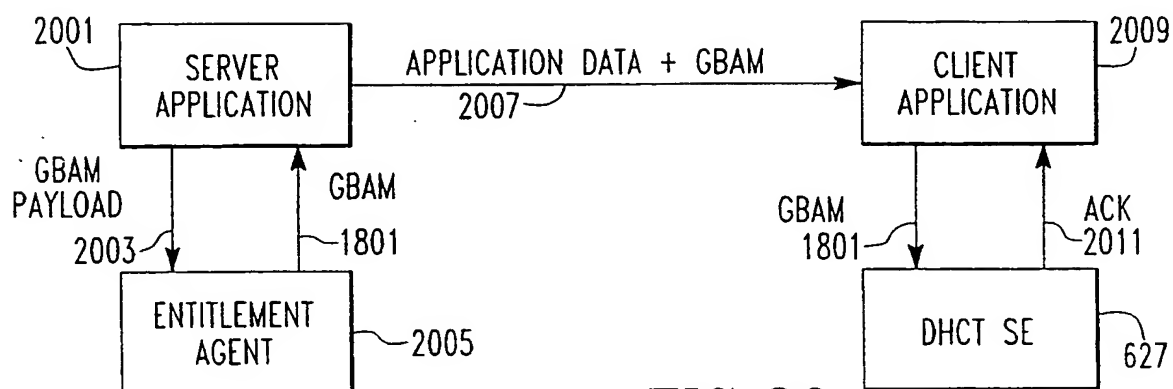 2001
SERVER
APPLICATION
APPLICATION DATA + GBAM
2007
CLIENT
APPLICATION
2009
GBAM
PAYLOAD
2003
GBAM
1801
GBAM
1801
ACK
2011
ENTITLEMENT
AGENT
2005
DHCT SE
627